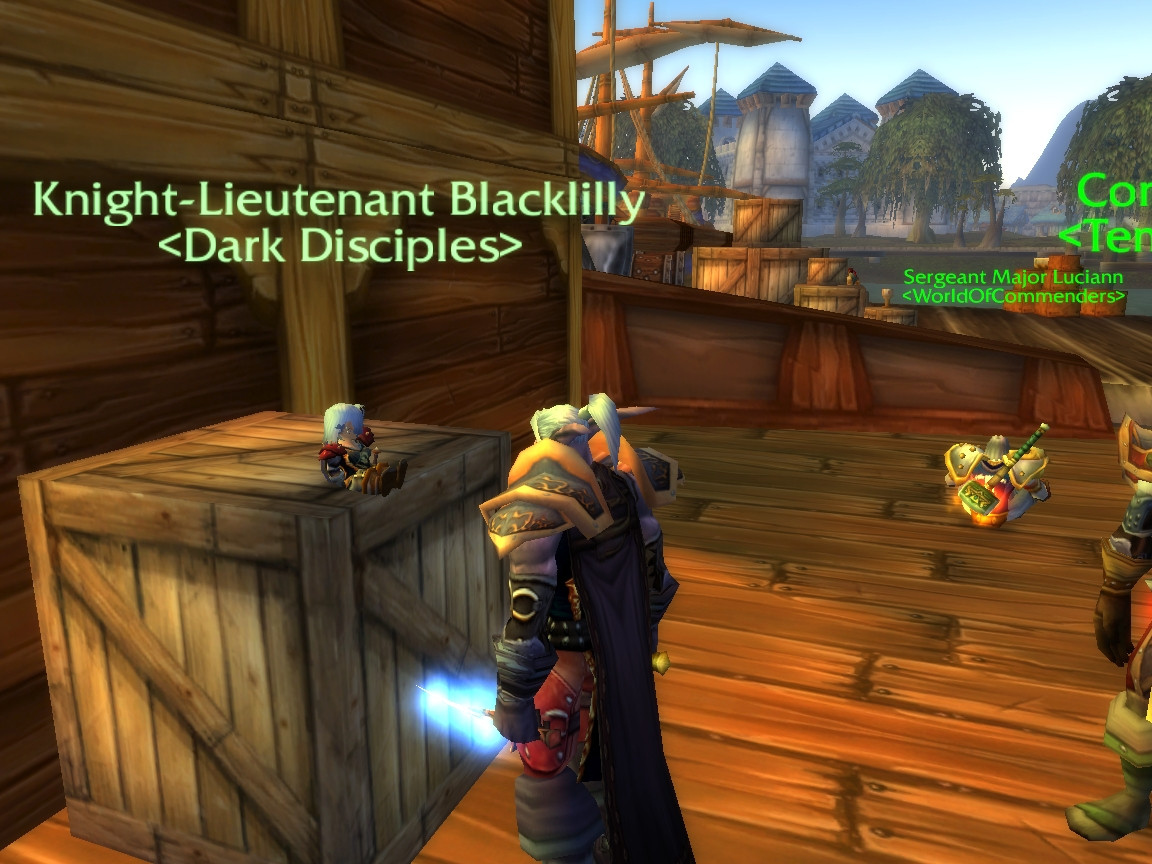 Knight-Lieutenant Blacklilly
<Dark Disciples>
Sergeant Major Luciann
<WorldOfCommenders>